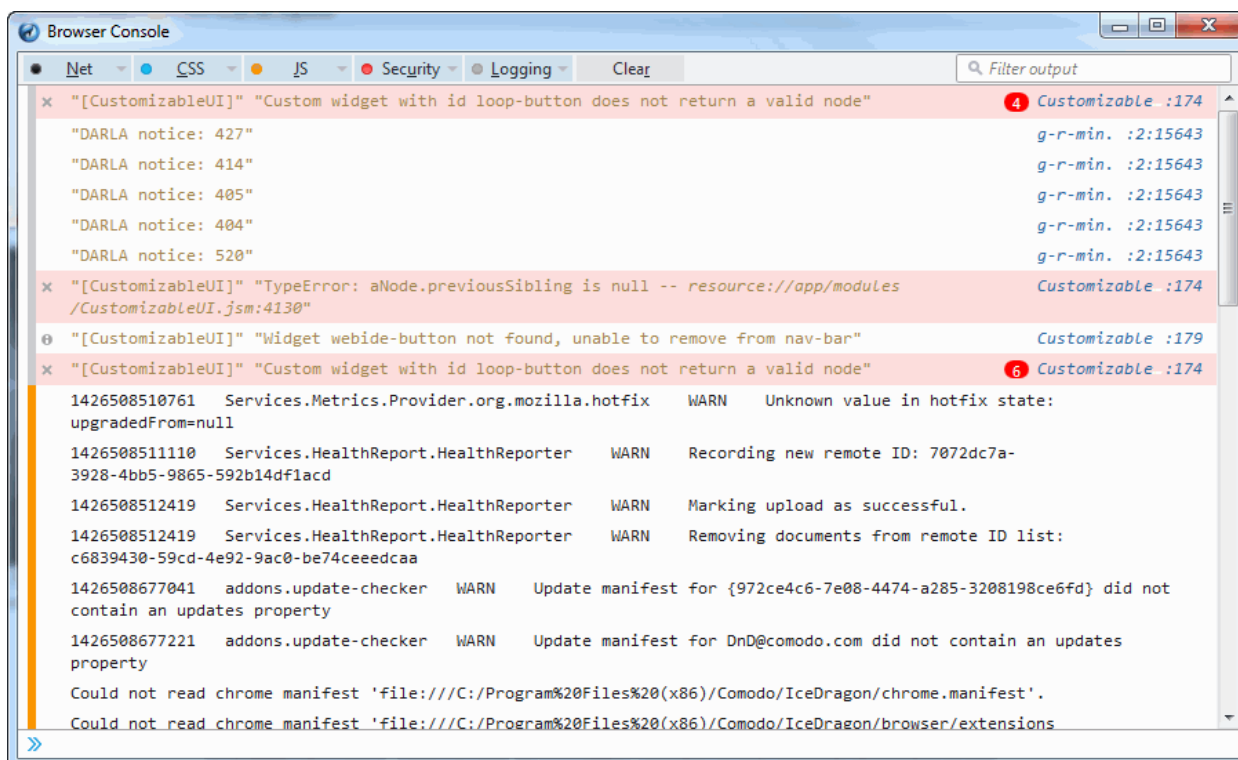 Browser Console
Net CSS JS Security Logging Clear Filter output
"[CustomizableUI]" "Custom widget with id loop-button does not return a valid node" 4 Customizable :174
"DARLA notice: 427" g-r-min. :2:15643
"DARLA notice: 414" g-r-min. :2:15643
"DARLA notice: 405" g-r-min. :2:15643
"DARLA notice: 404" g-r-min. :2:15643
"DARLA notice: 520" g-r-min. :2:15643
"[CustomizableUI]" "TypeError: aNode.previousSibling is null -- resource://app/modules Customizable :174
/CustomizableUI.jsm:4130"
"[CustomizableUI]" "Widget webide-button not found, unable to remove from nav-bar" Customizable :179
"[CustomizableUI]" "Custom widget with id loop-button does not return a valid node" 6 Customizable :174
1426508510761 Services.Metrics.Provider.org.mozilla.hotfix WARN Unknown value in hotfix state:
upgradedFrom=null
1426508511110 Services.HealthReport.HealthReporter WARN Recording new remote ID: 7072dc7a-
3928-4bb5-9865-592b14df1acd
1426508512419 Services.HealthReport.HealthReporter WARN Marking upload as successful.
1426508512419 Services.HealthReport.HealthReporter WARN Removing documents from remote ID list:
c6839430-59cd-4e92-9ac0-be74ceeedcaa
1426508677041 addons.update-checker WARN Update manifest for {972ce4c6-7e08-4474-a285-3208198ce6fd} did not
contain an updates property
1426508677221 addons.update-checker WARN Update manifest for DnD@comodo.com did not contain an updates
property
Could not read chrome manifest 'file:///C:/Program%20Files%20(x86)/Comodo/IceDragon/chrome.manifest'.
Could not read chrome manifest 'file:///C:/Program%20Files%20(x86)/Comodo/IceDragon/browser/extensions